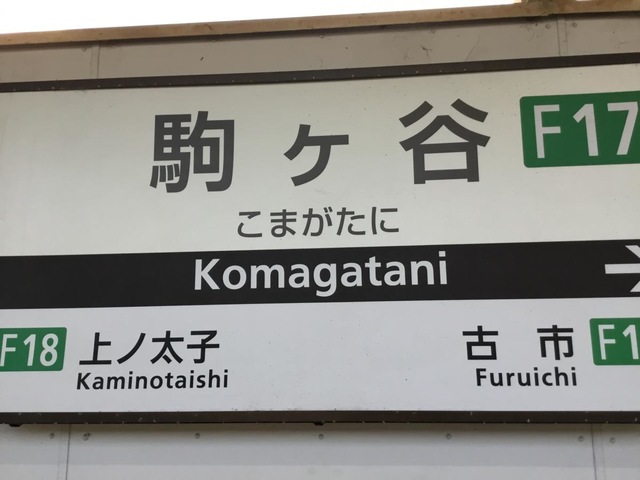 駒ヶ谷 F17
こまがたに
Komagatani →
F18 上ノ太子 古市 F1
Kaminotaishi Furuichi